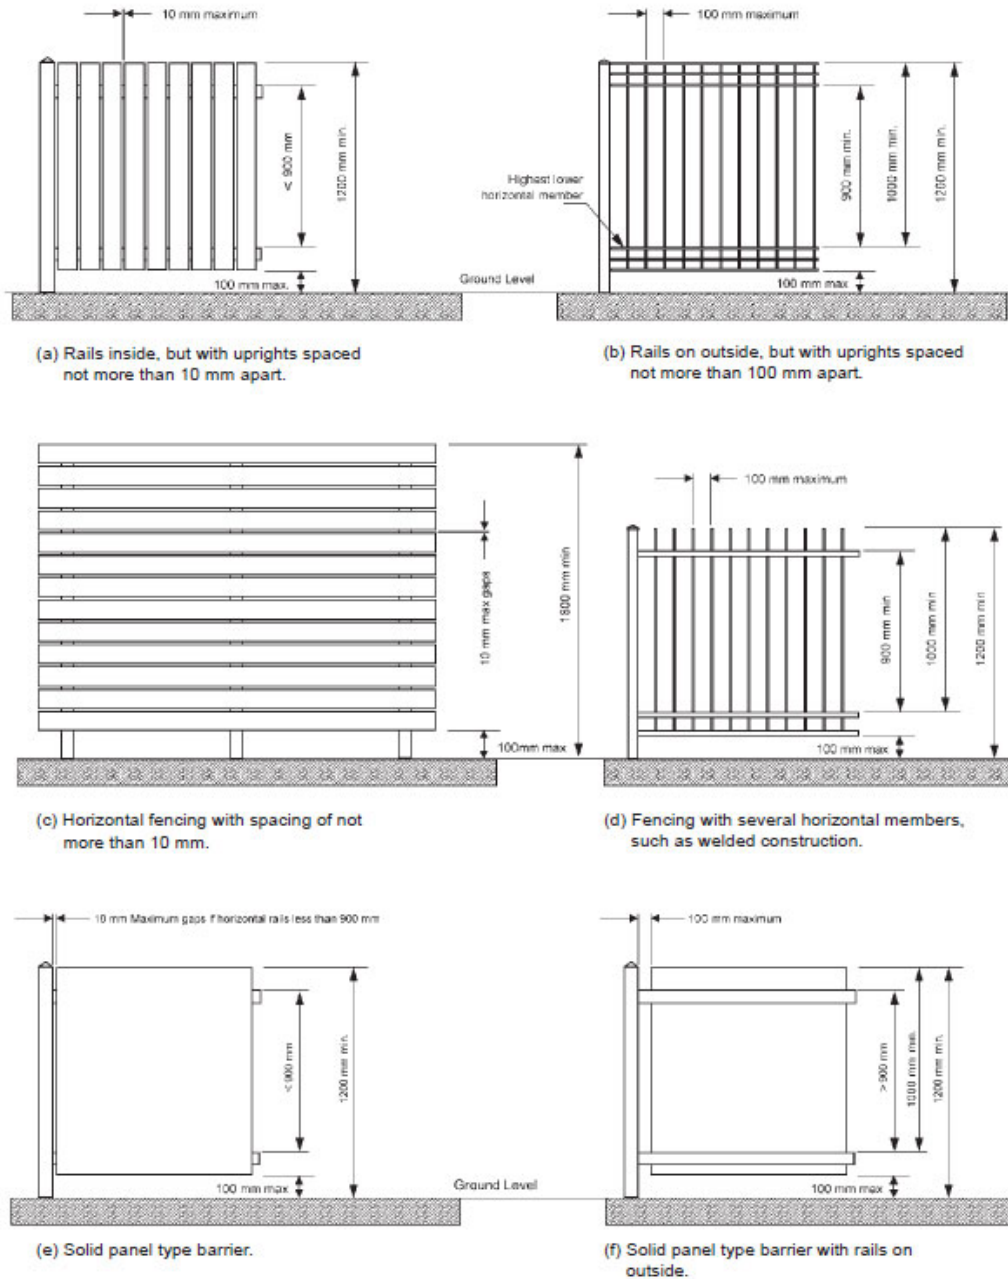 10 mm maximum
100 mm maximum
< 900 mm
1200 mm min.
900 mm min.
1000 mm min.
1200 mm min.
Highest lower
horizontal member
100 mm max.
Ground Level
100 mm max
(a) Rails inside, but with uprights spaced
not more than 10 mm apart.
(b) Rails on outside, but with uprights spaced
not more than 100 mm apart.
100 mm maximum
10 mm max gaps
1800 mm min
900 mm min
1000 mm min
1200 mm min
100mm max
100 mm max
(c) Horizontal fencing with spacing of not
more than 10 mm.
(d) Fencing with several horizontal members,
such as welded construction.
10 mm Maximum gaps if horizontal rails less than 900 mm
100 mm maximum
< 900 mm
1200 mm min.
> 900 mm
1000 mm min.
1200 mm min.
100 mm max
Ground Level
100 mm max
(e) Solid panel type barrier.
(f) Solid panel type barrier with rails on
outside.